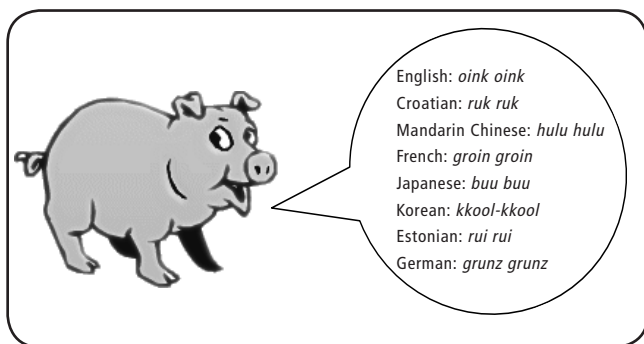 English: oink oink
Croatian: ruk ruk
Mandarin Chinese: hulu hulu
French: groin groin
Japanese: buu buu
Korean: kkool-kkool
Estonian: rui rui
German: grunz grunz